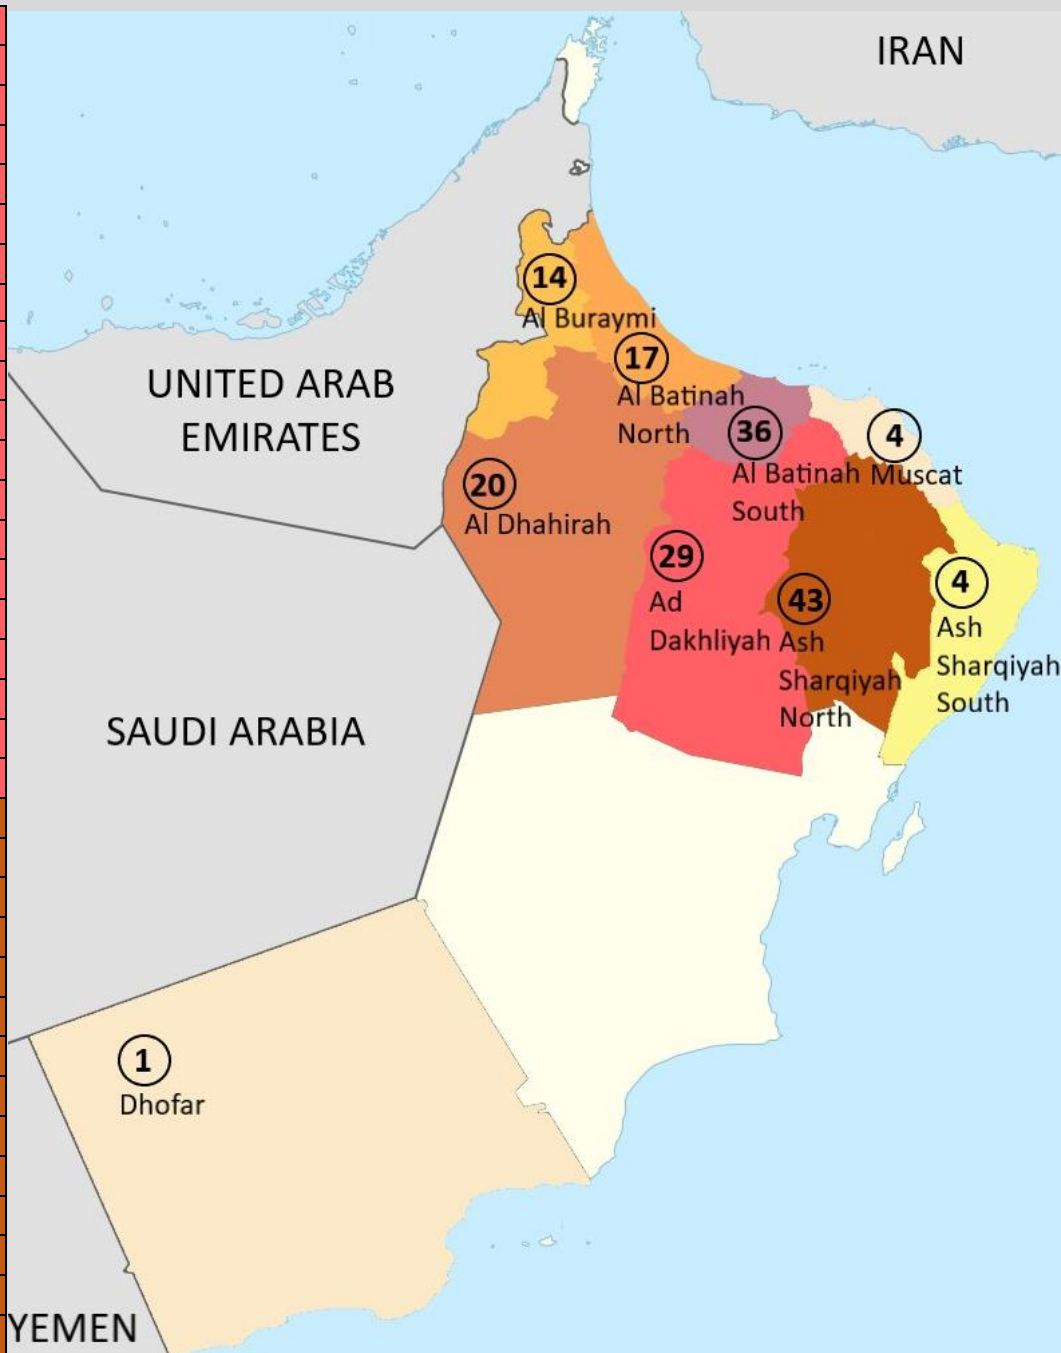 IRAN
14
Al Buraymi
UNITED ARAB
EMIRATES
17
Al Batinah
North
36
Al Batinah
South
4
Muscat
20
Al Dhahirah
29
Ad
Dakhliyah
43
Ash
Sharqiyah
North
4
Ash
Sharqiyah
South
SAUDI ARABIA
1
Dhofar
YEMEN